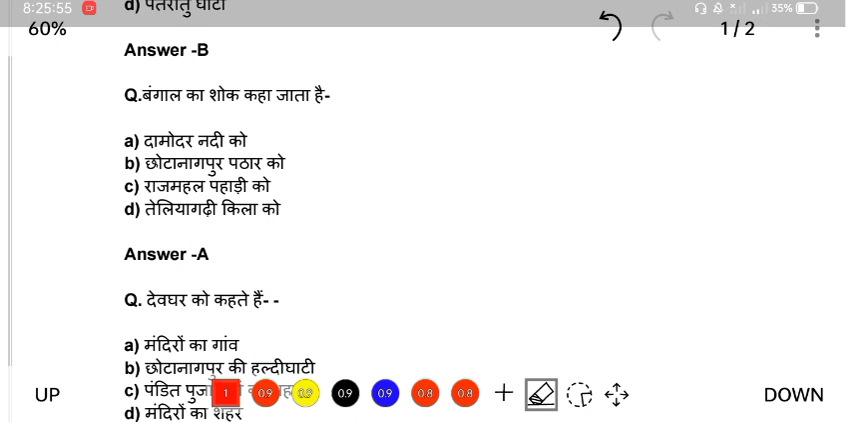 8:25:55 35%
d) पतरातु घाटी
60% 1/2
Answer -B
Q.बंगाल का शोक कहा जाता है-
a) दामोदर नदी को
b) छोटानागपुर पठार को
c) राजमहल पहाड़ी को
d) तेलियागढ़ी किला को
Answer -A
Q. देवघर को कहते हैं- -
a) मंदिरों का गांव
b) छोटानागपुर की हल्दीघाटी
c) पंडित
UP 1 0.9 0.9 0.9 0.9 0.8 0.8 + DOWN
d) मंदिरों का शहर